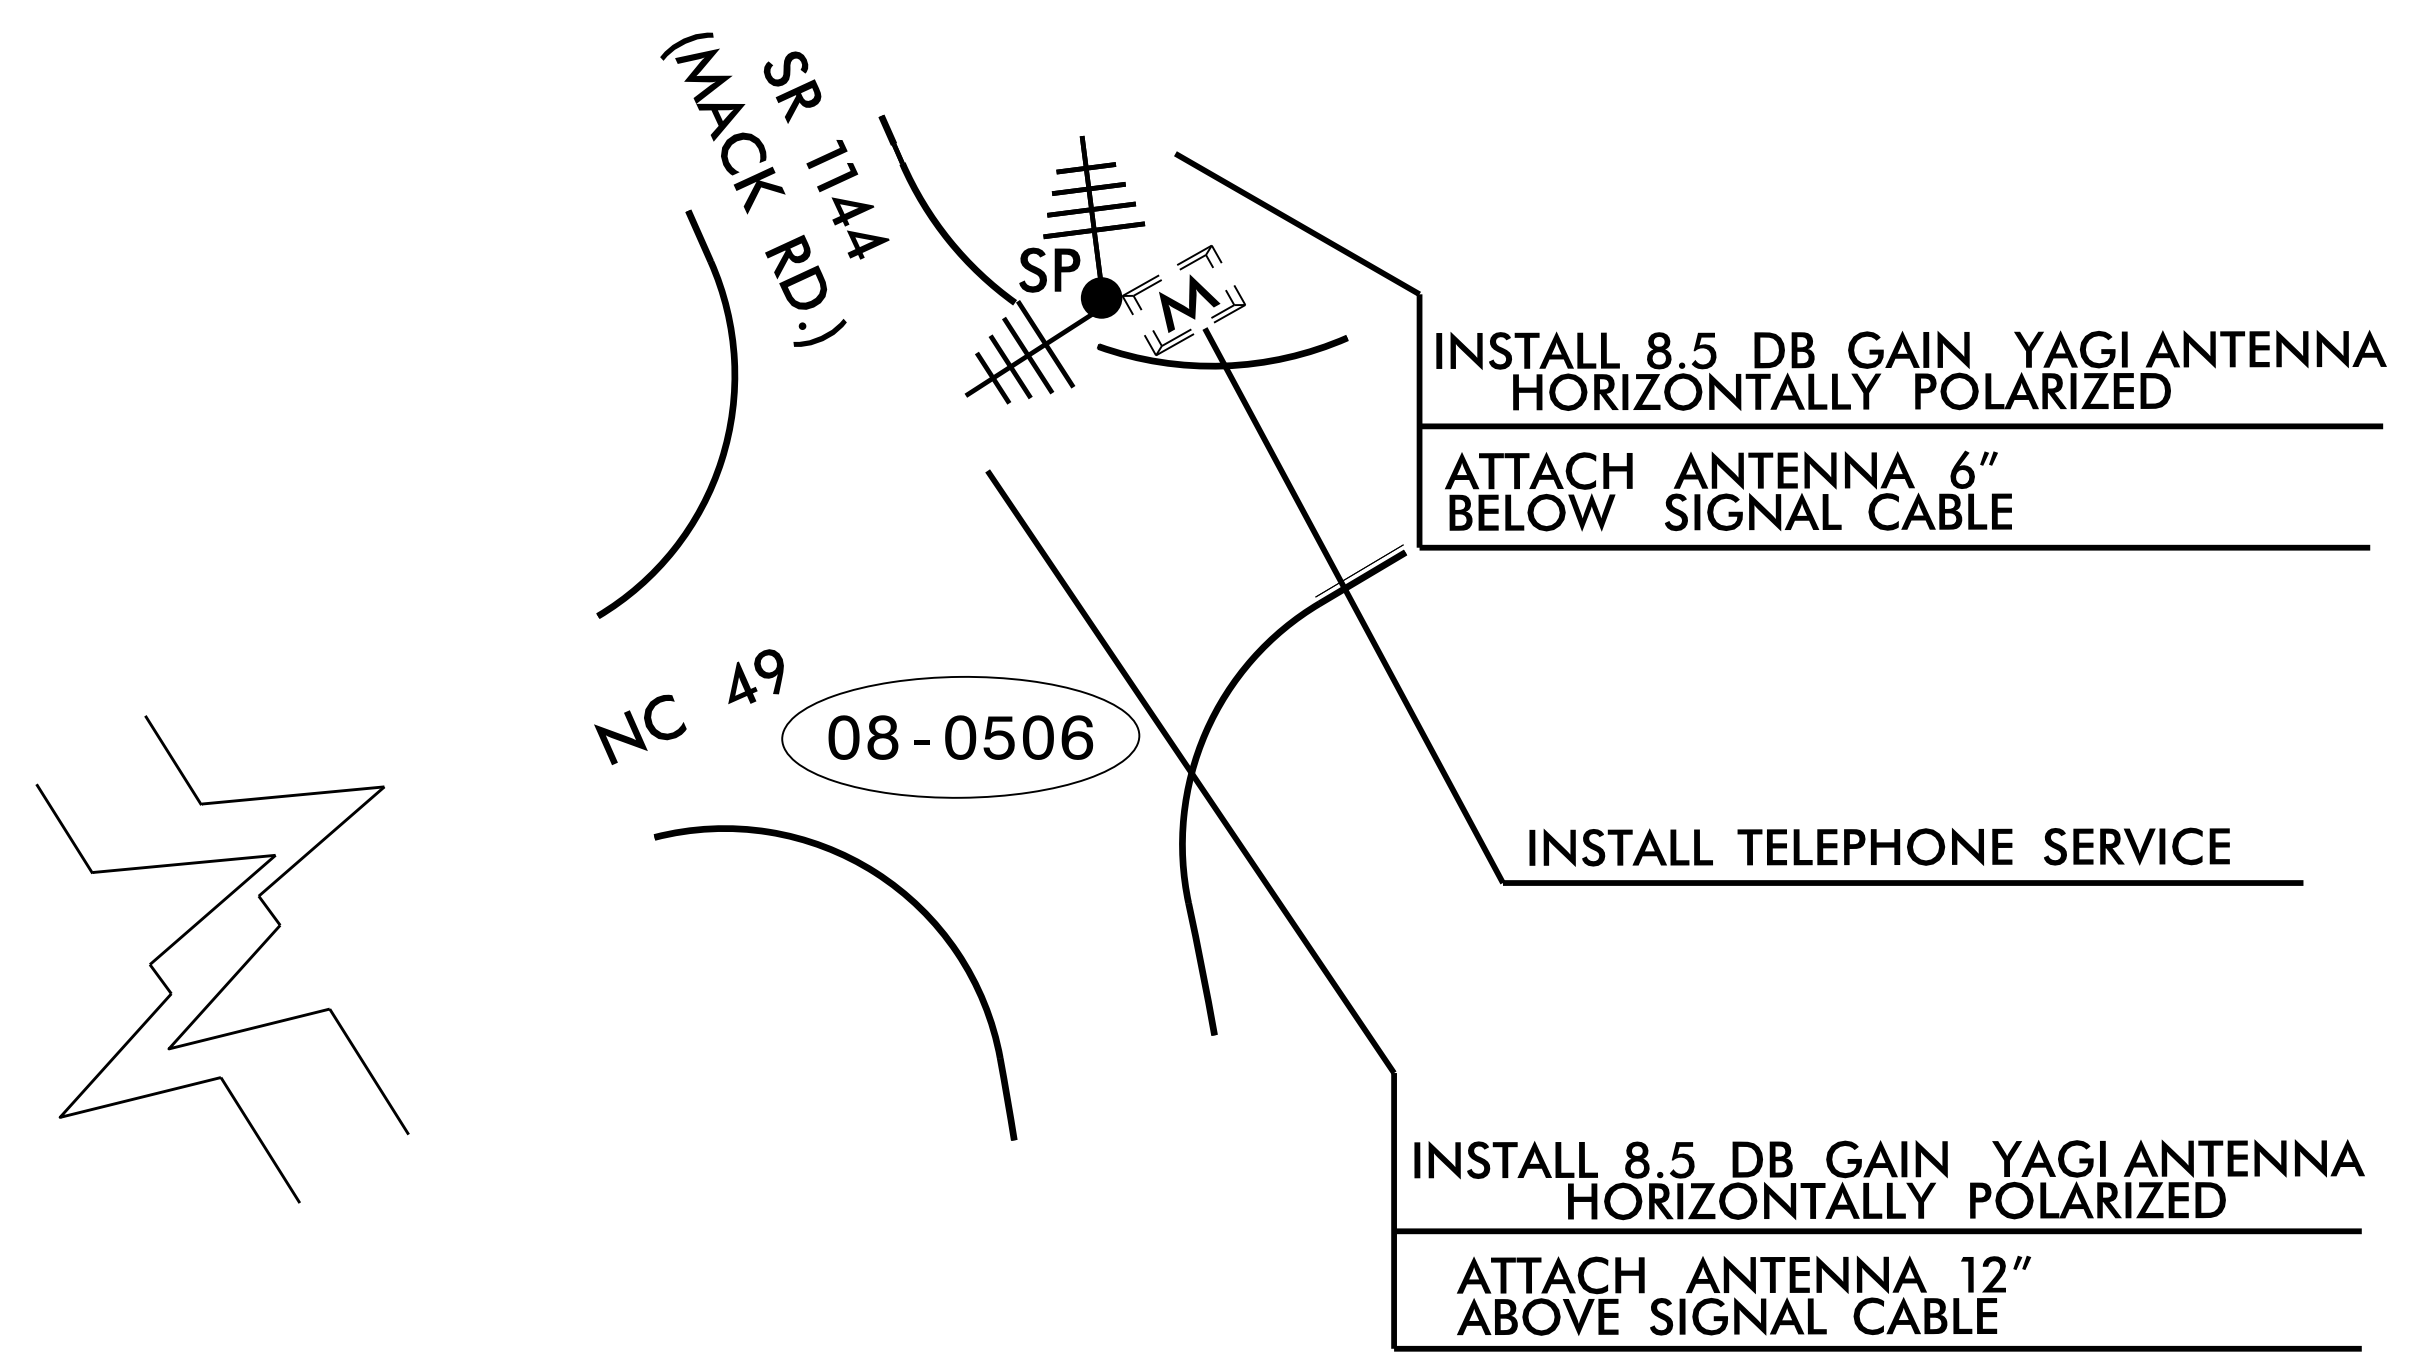 SR 1144
(MACK RD.)
SP
M
INSTALL 8.5 DB GAIN YAGI ANTENNA
HORIZONTALLY POLARIZED
ATTACH ANTENNA 6"
BELOW SIGNAL CABLE
NC 49
08-0506
INSTALL TELEPHONE SERVICE
INSTALL 8.5 DB GAIN YAGI ANTENNA
HORIZONTALLY POLARIZED
ATTACH ANTENNA 12"
ABOVE SIGNAL CABLE